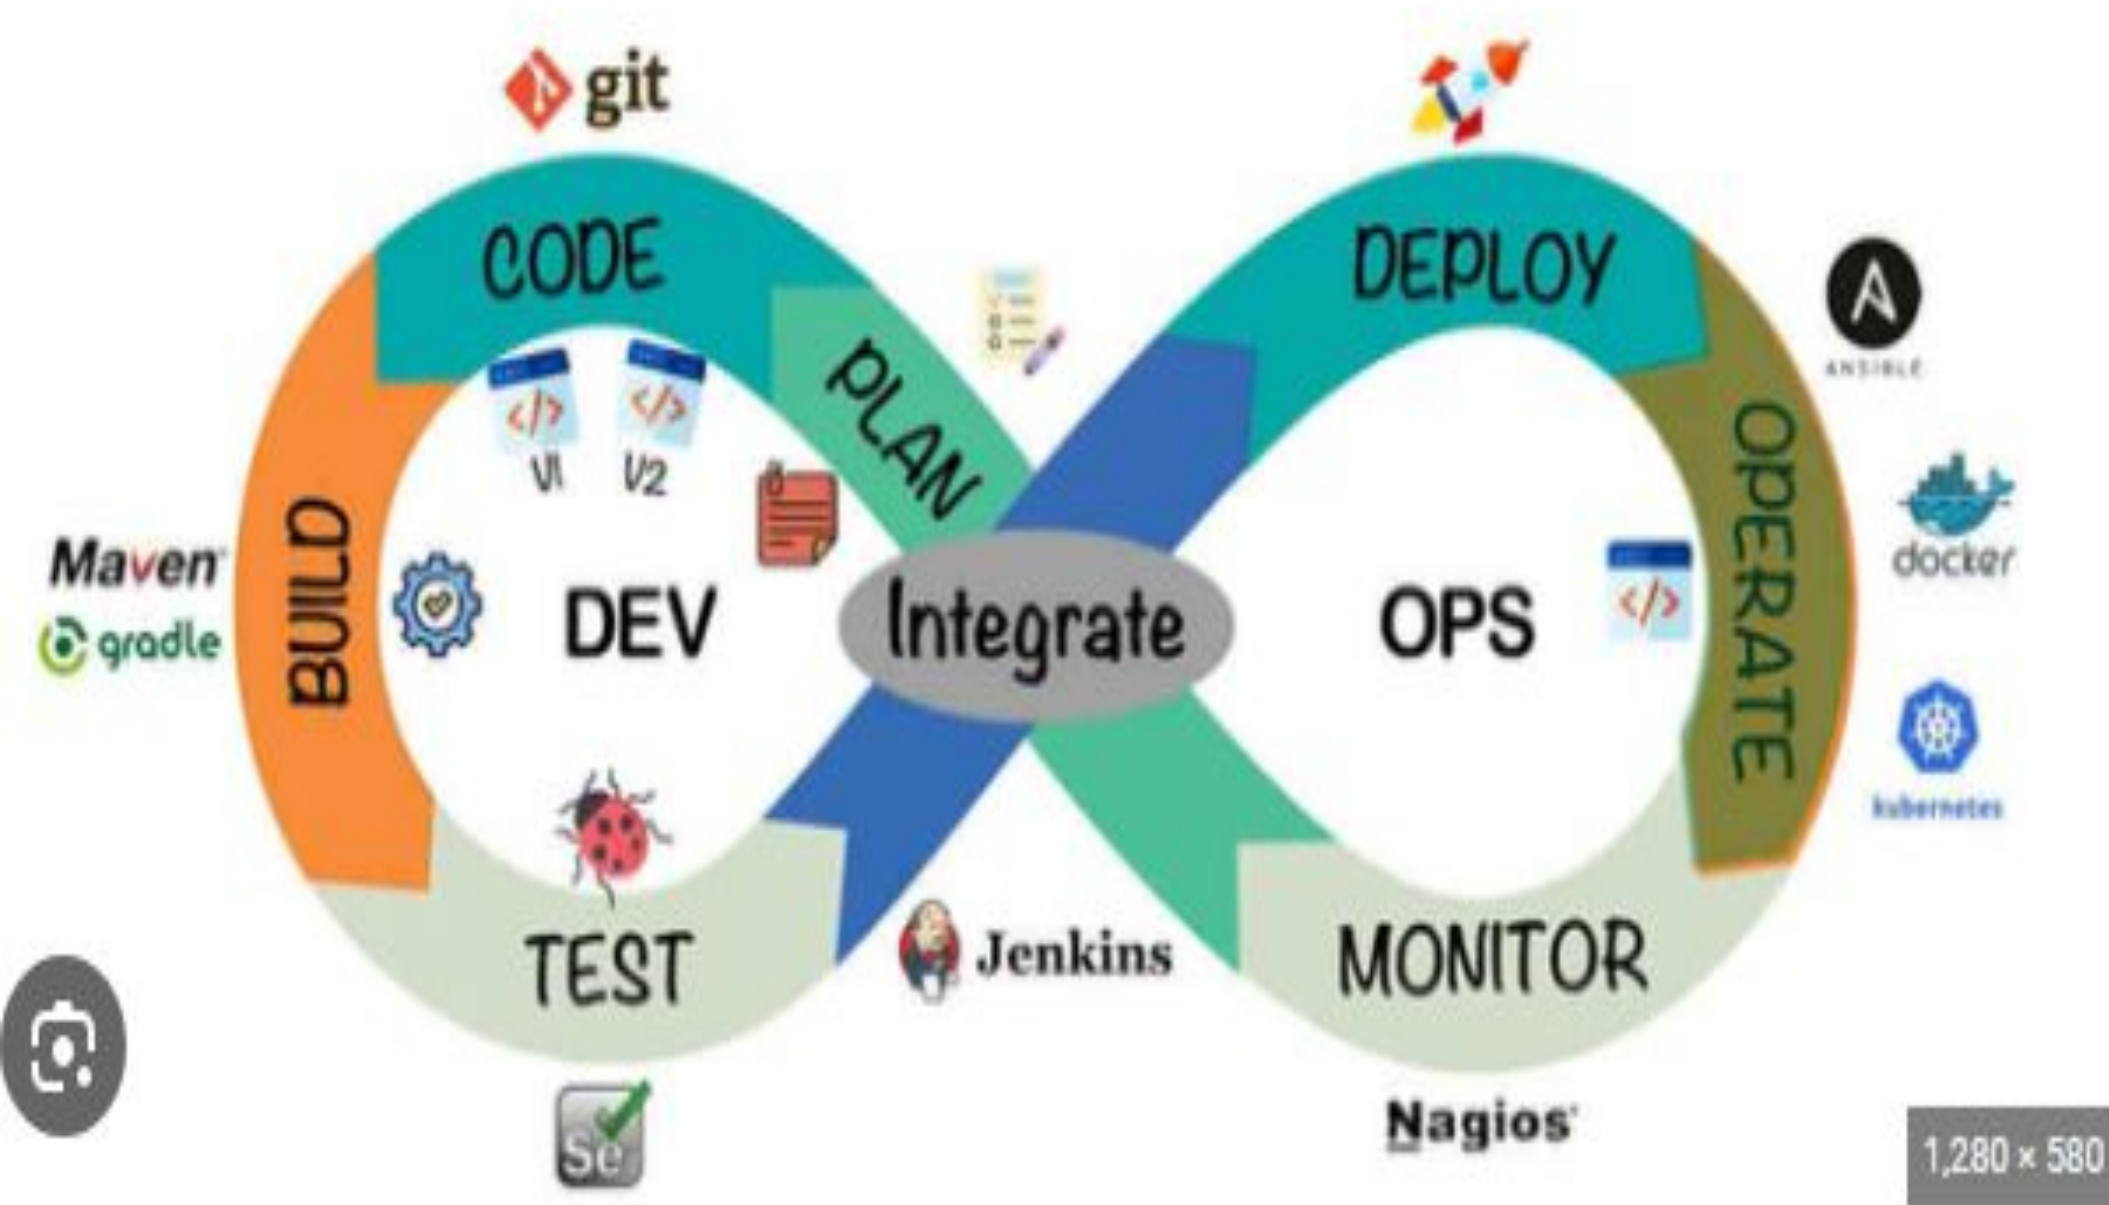 git
CODE
PLAN
</>
V1
</>
V2
BUILD
Maven
gradle
DEV
TEST
Se
Integrate
Jenkins
DEPLOY
OPS
</>
OPERATE
ANSIBLE
docker
kubernetes
MONITOR
Nagios
1,280 × 580